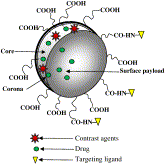 COOH
COOH
COOH
COOH
Core
CO-HN
Surface payload
COOH
Corona
COOH
CO-HN
COOH
COOH
CO-HN
COOH
Contrast agents
Drug
Targeting ligand